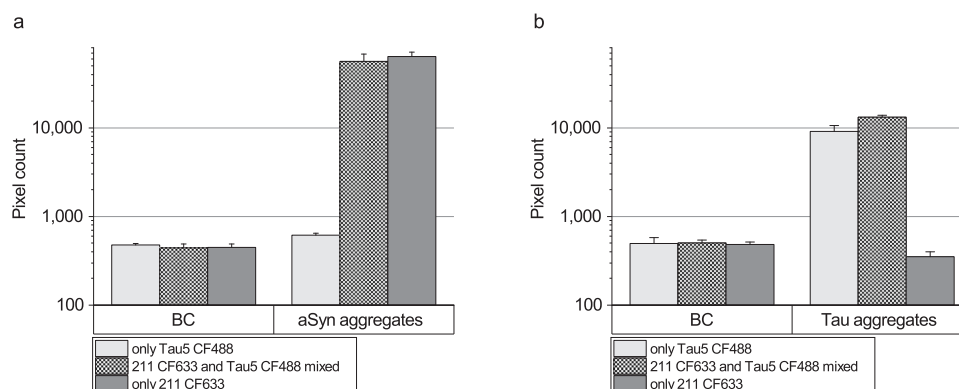 a
Pixel count
10,000
1,000
100
BC
aSyn aggregates
only Tau5 CF488
211 CF633 and Tau5 CF488 mixed
only 211 CF633
b
Pixel count
10,000
1,000
100
BC
Tau aggregates
only Tau5 CF488
211 CF633 and Tau5 CF488 mixed
only 211 CF633